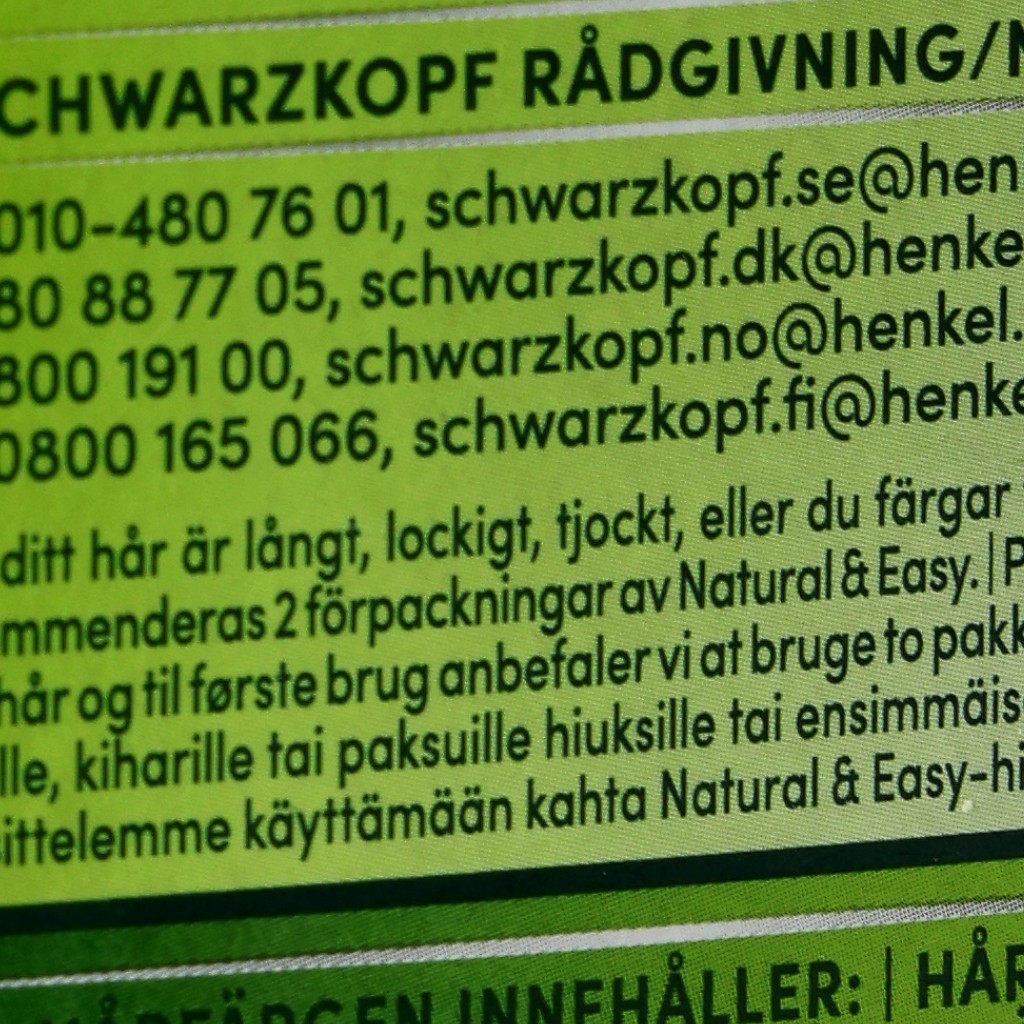 CHWARZKOPF RÅDGIVNING/
010-480 76 01, schwarzkopf.se@hen
80 88 77 05, schwarzkopf.dk@henke
800 191 00, schwarzkopf.no@henkel.
0800 165 066, schwarzkopf.fi@henke
ditt hår är långt, lockigt, tjockt, eller du färgar
mmenderas 2 förpackningar av Natural & Easy. | P
hår og til første brug anbefaler vi at bruge to pakk
lle, kiharille tai paksuille hiuksille tai ensimmäis
ittelemme käyttämään kahta Natural & Easy-hi
HÅRFÄRGEN INNEHÅLLER: | HÅR